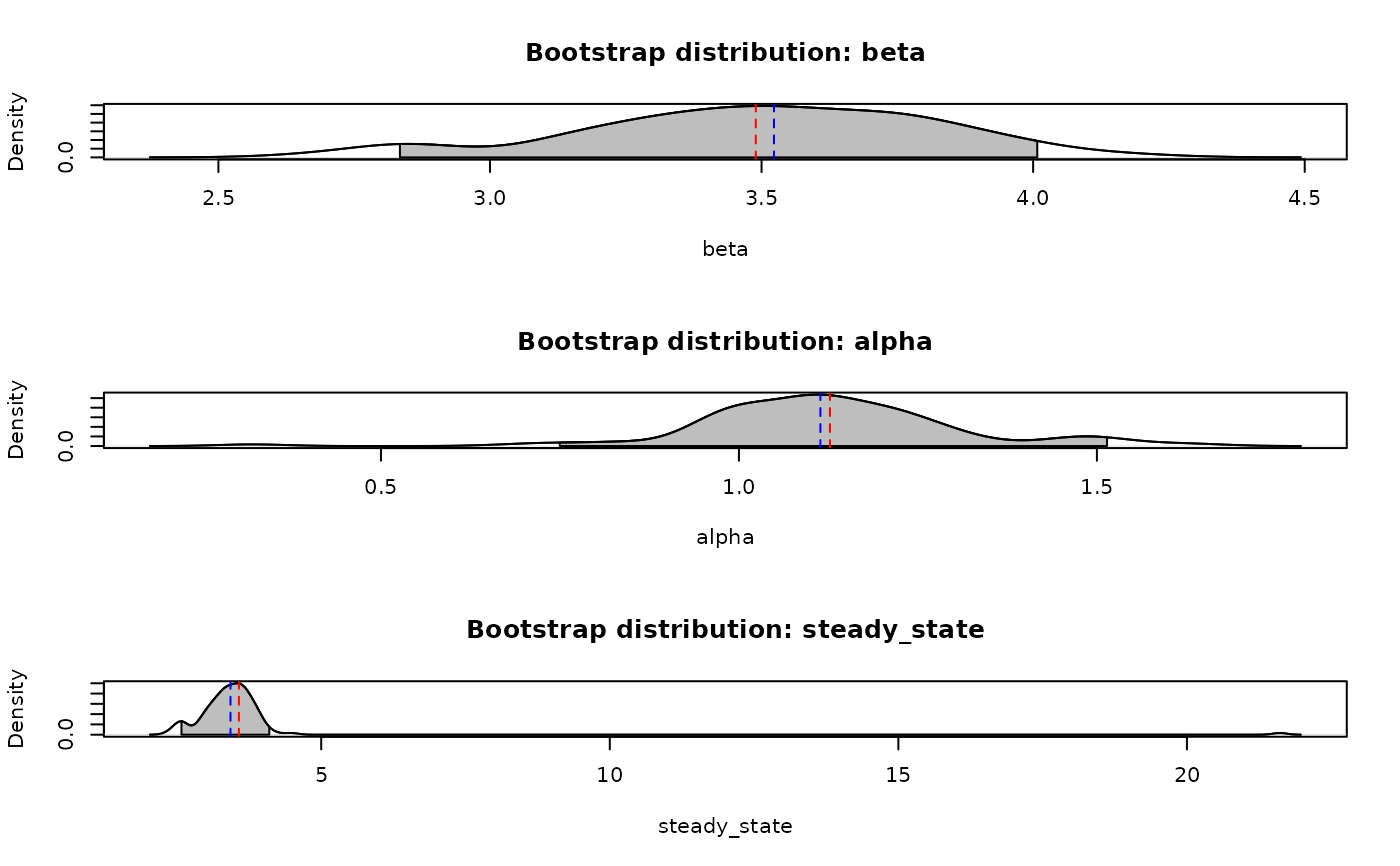 Bootstrap distribution: beta
Density
0.0
2.5 3.0 3.5 4.0 4.5
beta
Bootstrap distribution: alpha
Density
0.0
0.5 1.0 1.5
alpha
Bootstrap distribution: steady_state
Density
0.0
5 10 15 20
steady_state